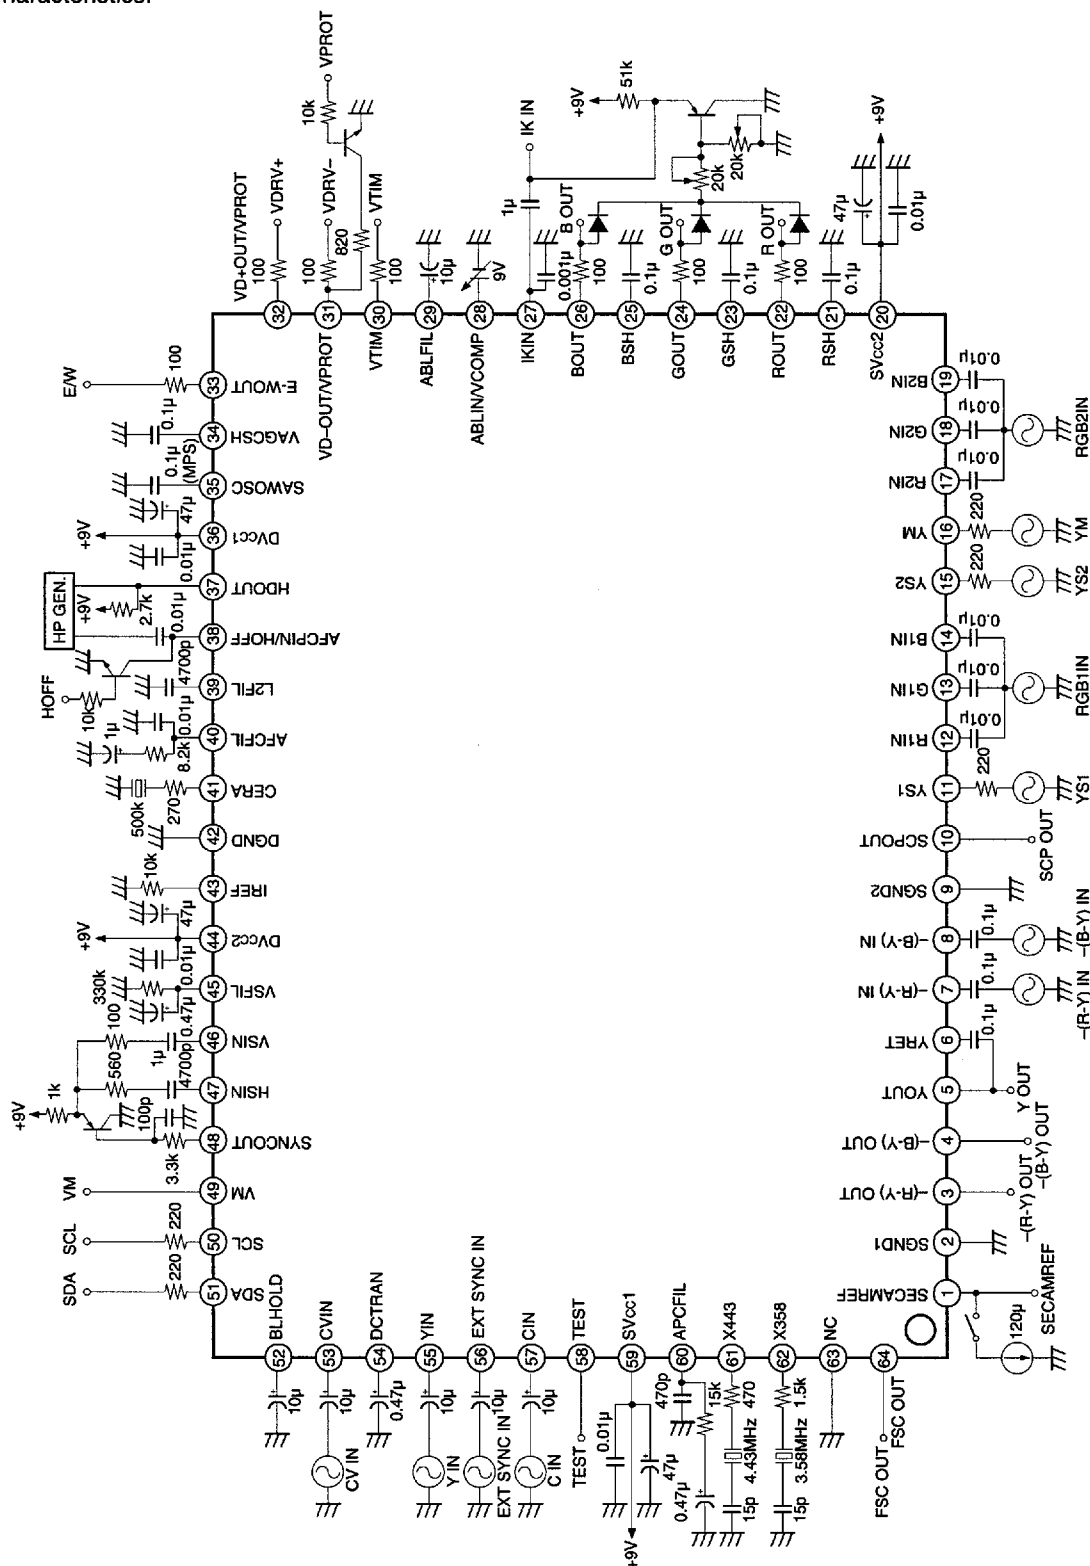 Characteristics.
VPROT
10k
VDRV+
VDRV–
VTIM
VD+OUT/VPROT
100
100
820
100
10µ
9V
1µ
IK IN
0.001µ
+9V
51k
20k
20k
B OUT
100
0.1µ
G OUT
100
0.1µ
R OUT
100
0.1µ
47µ
0.01µ
+9V
32
31
30
29
28
27
26
25
24
23
22
21
20
VD–OUT/VPROT
VTIM
ABLFIL
ABLIN/VCOMP
IKIN
BOUT
BSH
GOUT
GSH
ROUT
RSH
SVcc2
E/W
100
33
E-WOUT
0.1µ
34
VAGCSH
0.1µ
(MPS)
35
SAWOSC
47µ
+9V
0.01µ
36
DVcc1
HP GEN.
+9V
2.7k
37
HDOUT
0.01µ
38
AFCPIN/HOFF
HOFF
10k
4700p
39
L2FIL
0.01µ
1µ
8.2k
40
AFCFIL
500k
270
41
CERA
42
DGND
10k
43
IREF
47µ
+9V
0.01µ
44
DVcc2
330k
0.47µ
45
VSFIL
100
1µ
46
VSIN
560
4700p
47
HSIN
+9V
1k
100p
3.3k
48
SYNCOUT
VM
49
VM
SCL
220
50
SCL
SDA
220
51
SDA
19
B2IN
0.01µ
18
G2IN
0.01µ
17
R2IN
0.01µ
RGB2IN
16
YM
220
YM
15
YS2
220
YS2
14
B1IN
0.01µ
13
G1IN
0.01µ
12
R1IN
0.01µ
RGB1IN
11
YS1
220
YS1
10
SCPOUT
SCP OUT
9
SGND2
8
–(B-Y) IN
0.1µ
–(B-Y) IN
7
–(R-Y) IN
0.1µ
–(R-Y) IN
6
YRET
0.1µ
5
YOUT
Y OUT
4
–(B-Y) OUT
–(B-Y) OUT
3
–(R-Y) OUT
–(R-Y) OUT
2
SGND1
1
SECAMREF
120µ
SECAMREF
52
BLHOLD
10µ
53
CVIN
10µ
CV IN
54
DCTRAN
0.47µ
55
YIN
10µ
Y IN
56
EXT SYNC IN
10µ
EXT SYNC IN
57
CIN
10µ
C IN
58
TEST
TEST
59
SVcc1
0.01µ
47µ
+9V
60
APCFIL
470p
15k
0.47µ
61
X443
470
4.43MHz
15p
62
X358
1.5k
3.58MHz
15p
63
NC
64
FSC OUT
FSC OUT